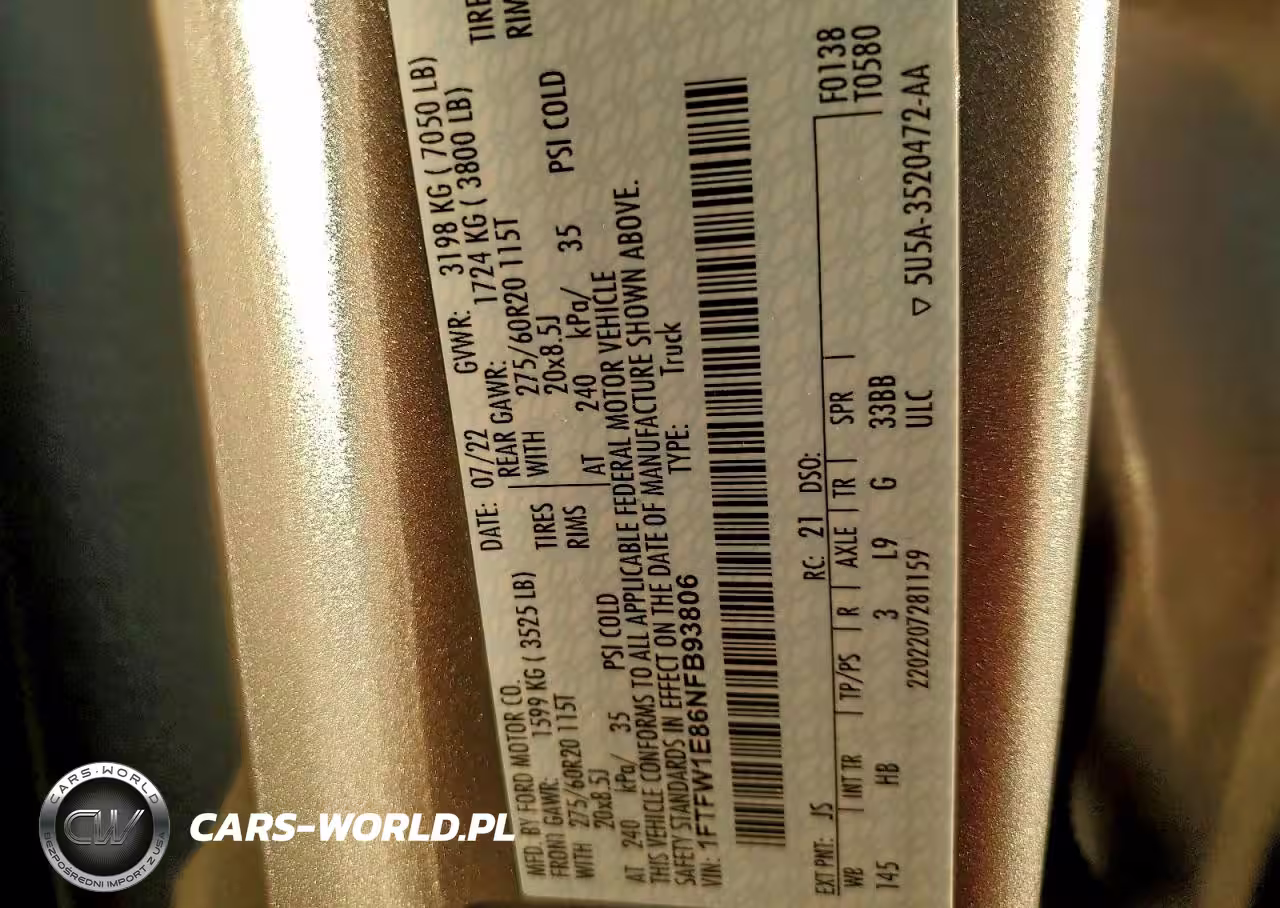 MFD. BY FORD MOTOR CO.
DATE: 07/22 GVWR: 3198 KG ( 7050 LB)
FRONT GAWR: 1599 KG ( 3525 LB) REAR GAWR: 1724 KG ( 3800 LB)
WITH 275/60R20 115T TIRES WITH 275/60R20 115T TIRE
20x8.5J RIMS 20x8.5J RIM
AT 240 kPa/ 35 PSI COLD AT 240 kPa/ 35 PSI COLD
THIS VEHICLE CONFORMS TO ALL APPLICABLE FEDERAL MOTOR VEHICLE
SAFETY STANDARDS IN EFFECT ON THE DATE OF MANUFACTURE SHOWN ABOVE.
VIN: 1FTFW1E86NFB93806 TYPE: Truck
F0138
T0580
EXT PNT: JS RC: 21 DSO:
WB INT TR TP/PS R AXLE TR SPR
145 HB 3 L9 G 33BB
2202207281159 ULC
▽ 5U5A-3520472-AA
CARS-WORLD
CW
BEZPOŚREDNI IMPORT Z USA
CARS-WORLD.PL